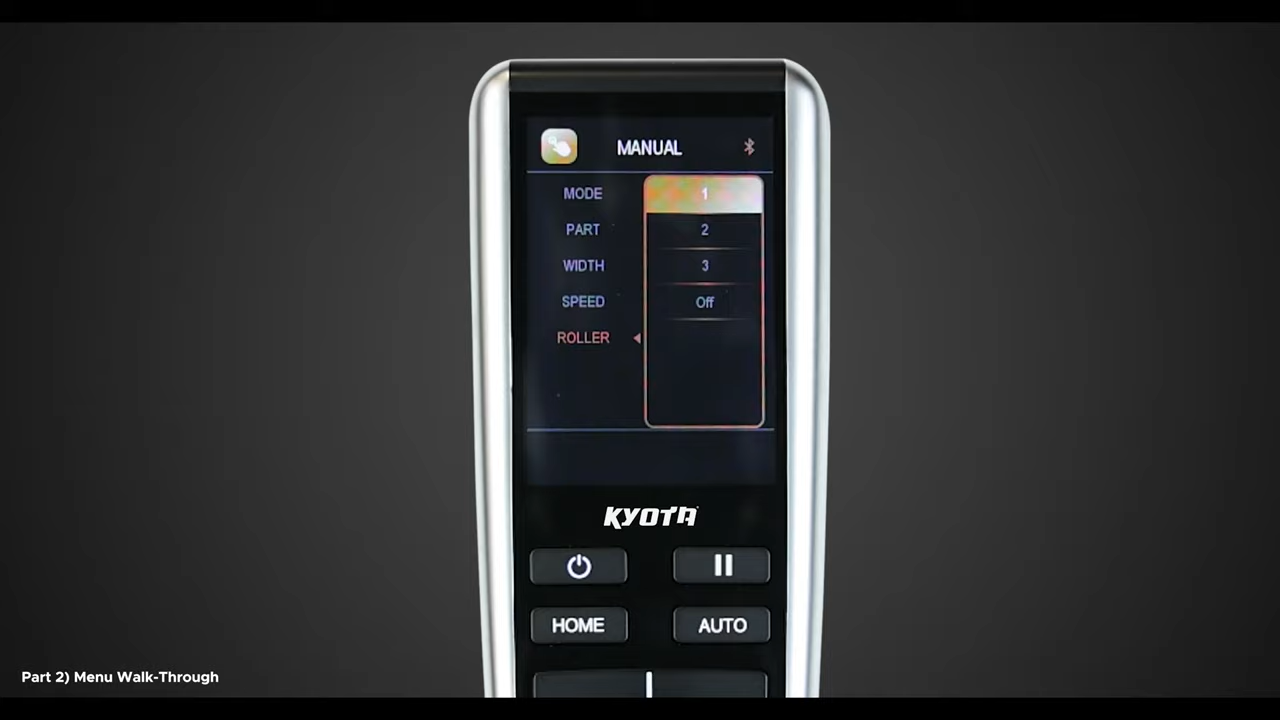 MANUAL
MODE 1
PART 2
WIDTH 3
SPEED Off
ROLLER
KYOTA
HOME AUTO
Part 2) Menu Walk-Through